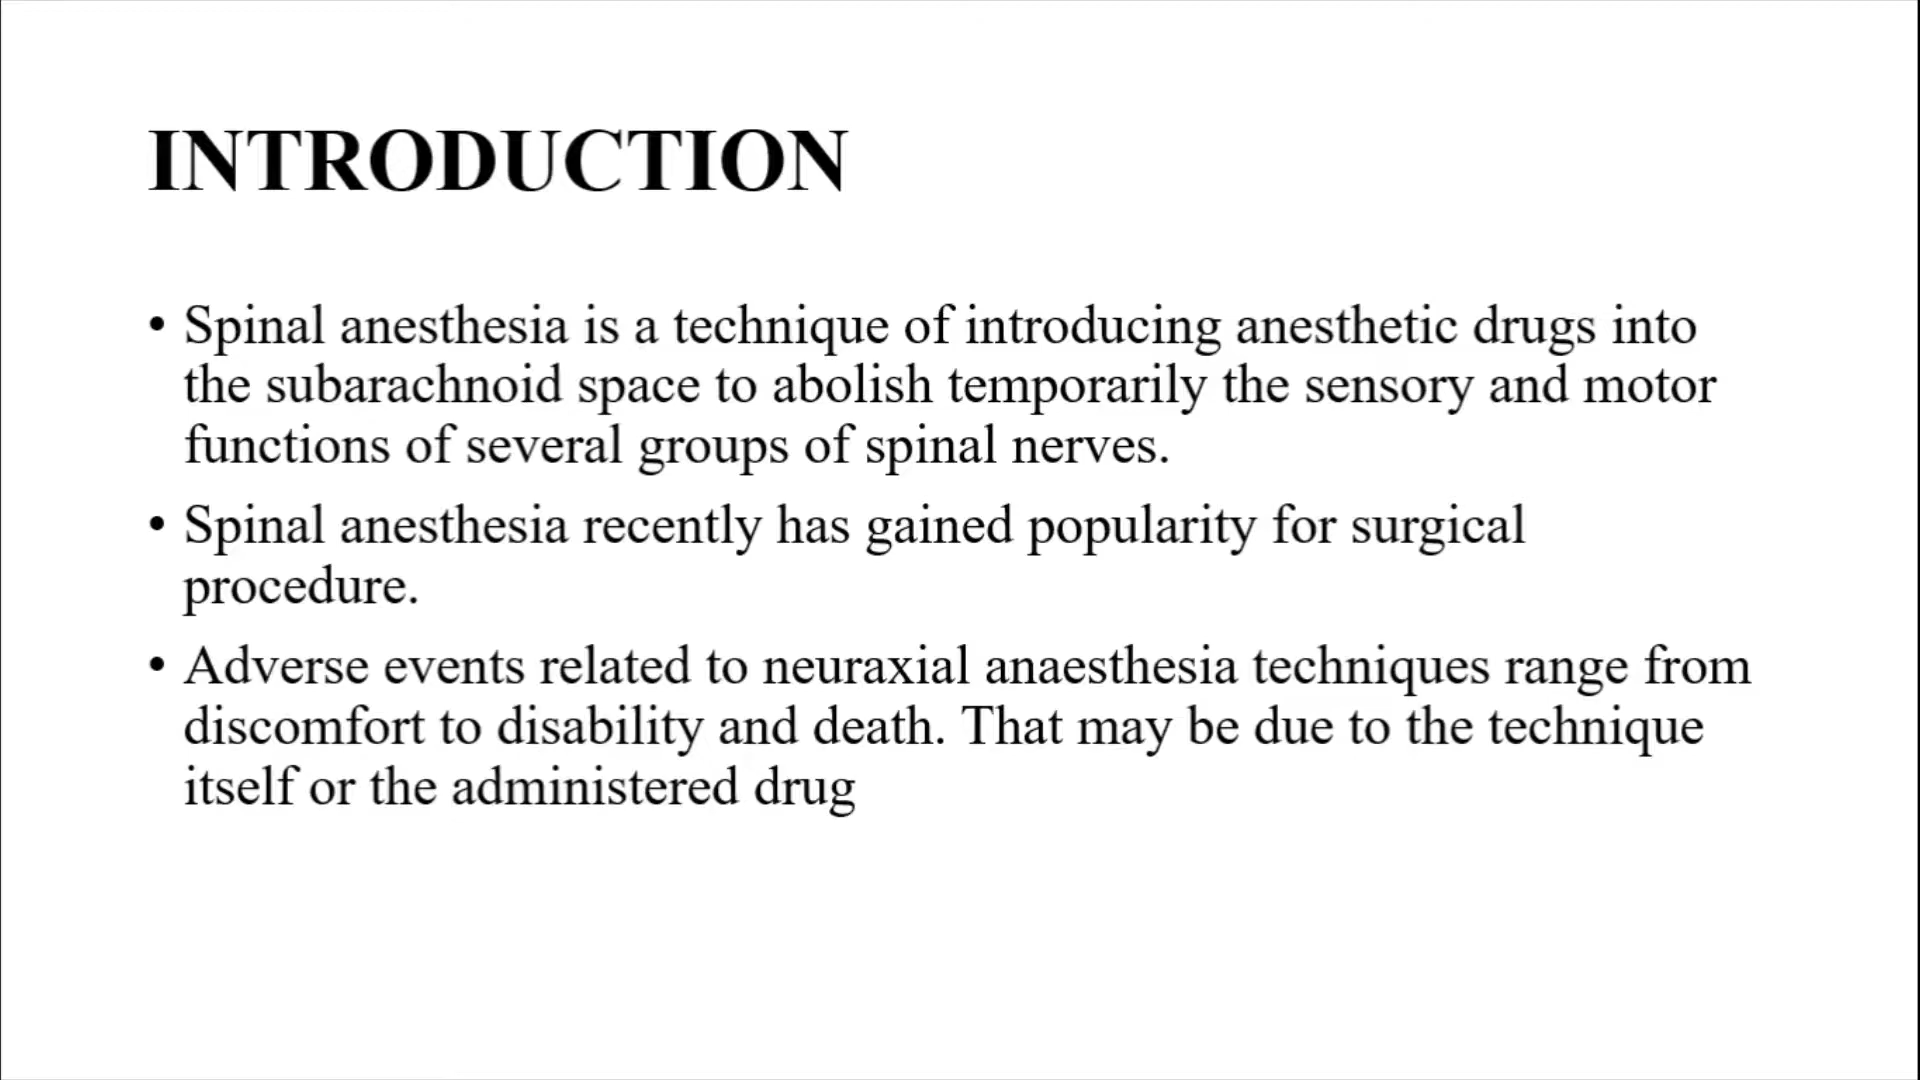 INTRODUCTION
• Spinal anesthesia is a technique of introducing anesthetic drugs into
the subarachnoid space to abolish temporarily the sensory and motor
functions of several groups of spinal nerves.
• Spinal anesthesia recently has gained popularity for surgical
procedure.
• Adverse events related to neuraxial anaesthesia techniques range from
discomfort to disability and death. That may be due to the technique
itself or the administered drug